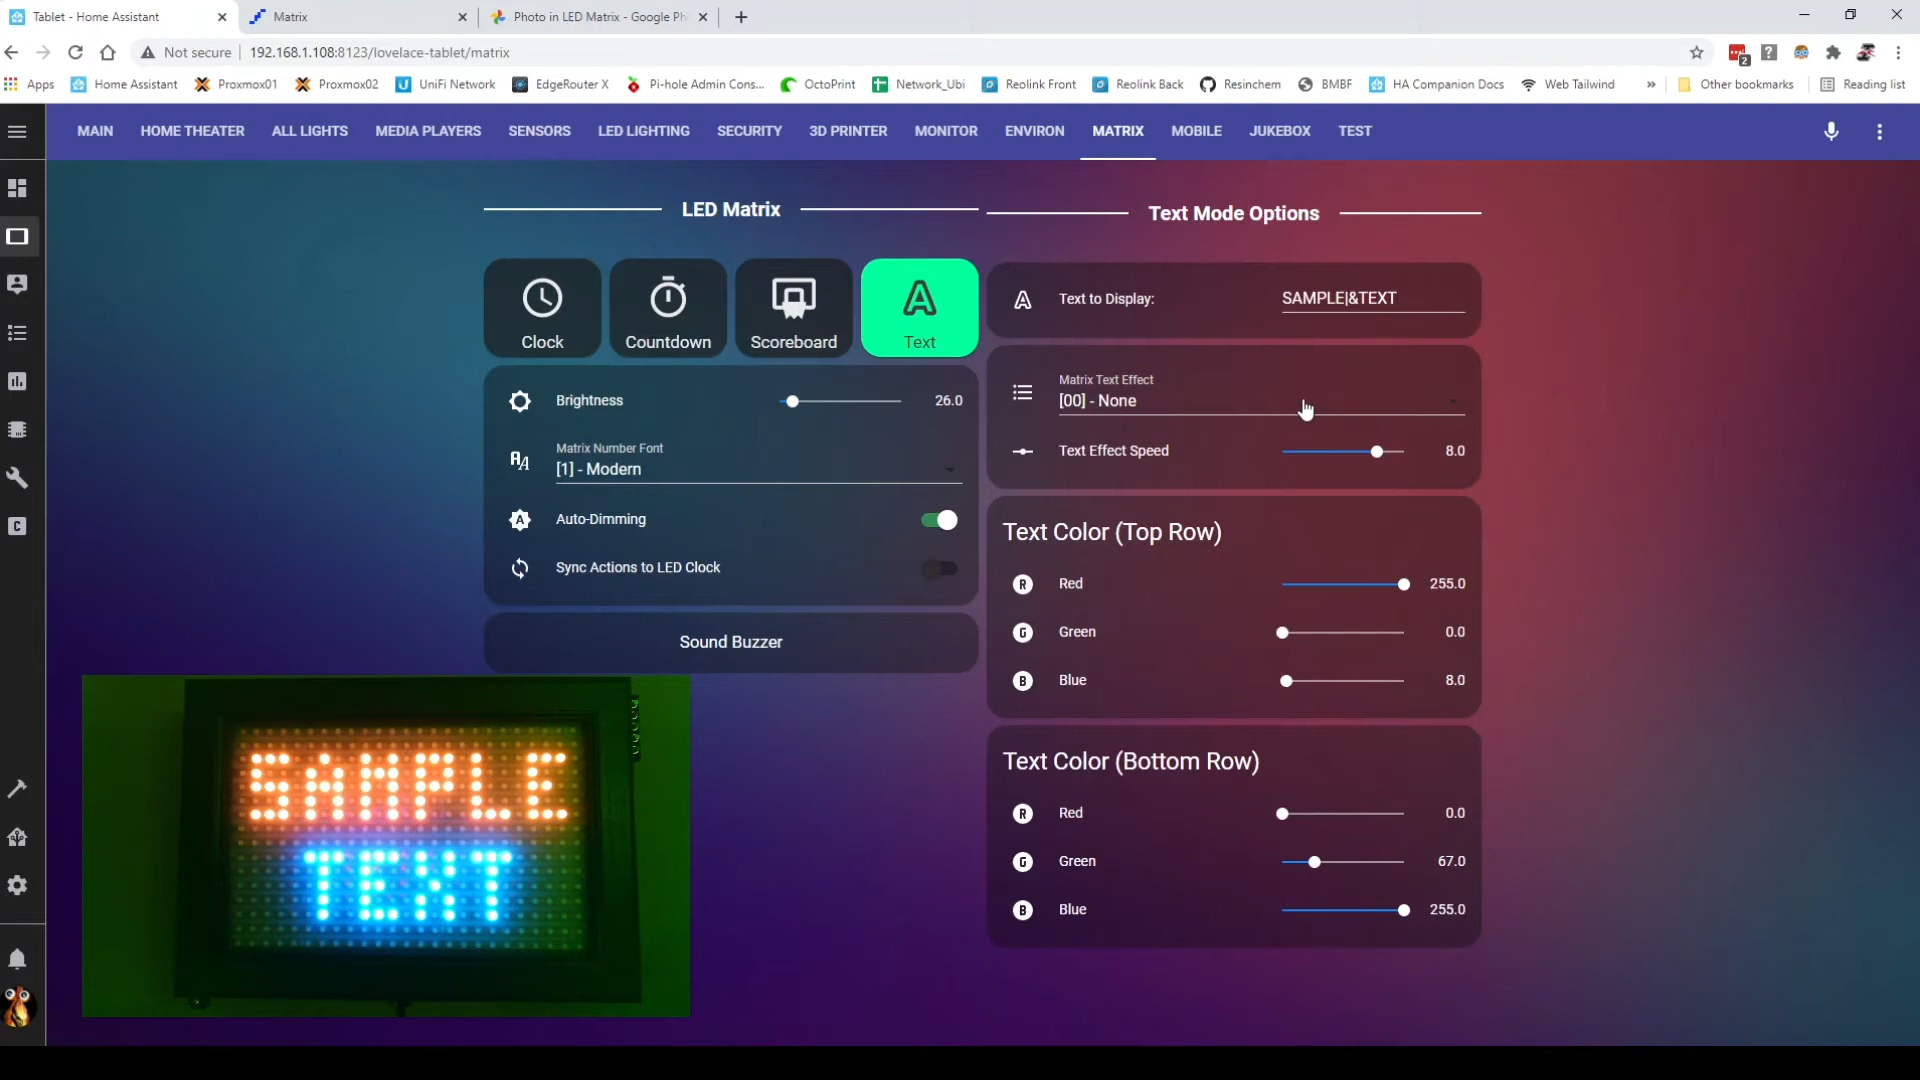 Tablet - Home Assistant
Matrix
Photo in LED Matrix - Google Ph
Not secure
192.168.1.108:8123/lovelace-tablet/matrix
2
Apps
Home Assistant
Proxmox01
Proxmox02
UniFi Network
EdgeRouter X
Pi-hole Admin Cons...
OctoPrint
Network_Ubi
Reolink Front
Reolink Back
Resinchem
BMBF
HA Companion Docs
Web Tailwind
»
Other bookmarks
Reading list
MAIN
HOME THEATER
ALL LIGHTS
MEDIA PLAYERS
SENSORS
LED LIGHTING
SECURITY
3D PRINTER
MONITOR
ENVIRON
MATRIX
MOBILE
JUKEBOX
TEST
LED Matrix
Clock
Countdown
Scoreboard
A
Text
Brightness
26.0
AA
Matrix Number Font
[1] - Modern
A
Auto-Dimming
Sync Actions to LED Clock
Sound Buzzer
SAMPLE
TEXT
C
Text Mode Options
A
Text to Display:
SAMPLE|&TEXT
Matrix Text Effect
[00] - None
Text Effect Speed
8.0
Text Color (Top Row)
R
Red
255.0
G
Green
0.0
B
Blue
8.0
Text Color (Bottom Row)
R
Red
0.0
G
Green
67.0
B
Blue
255.0